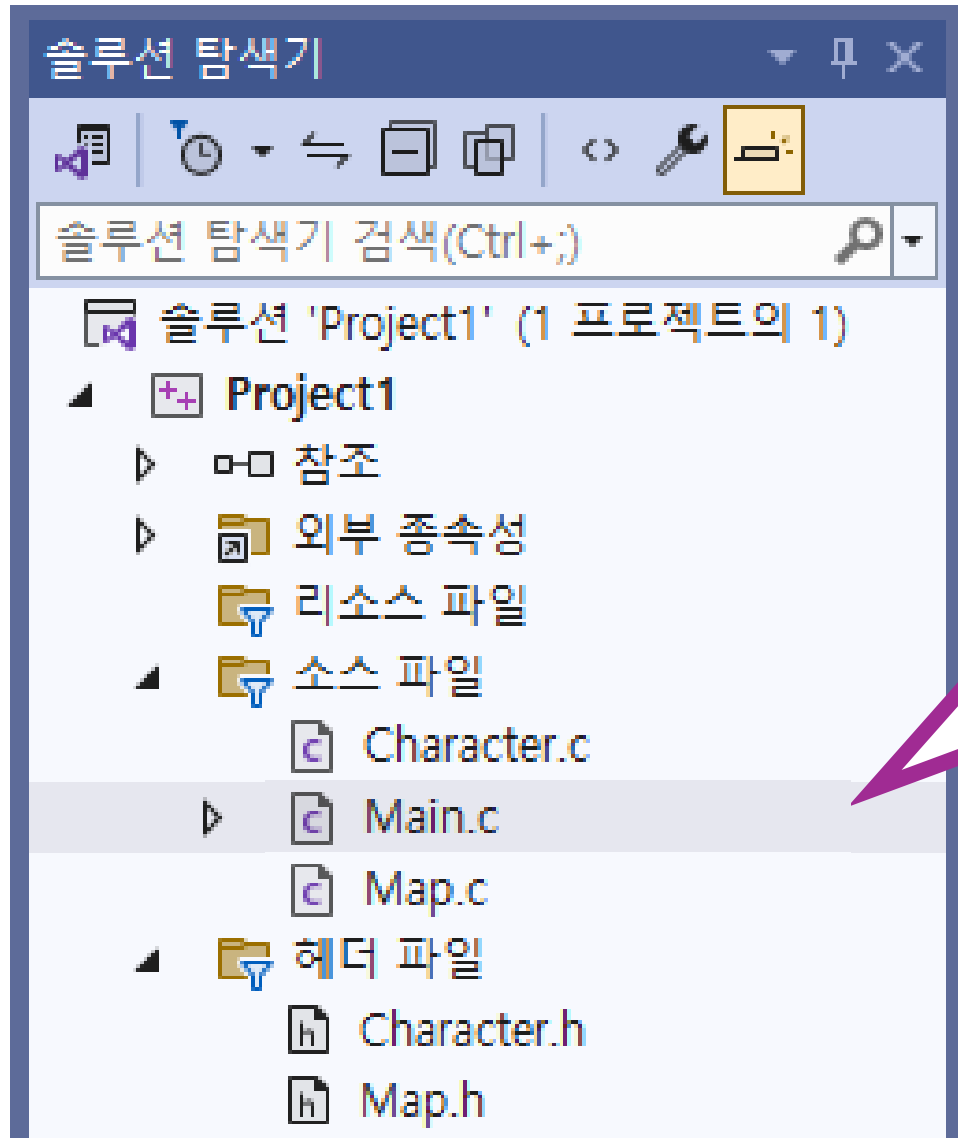 솔루션 탐색기
솔루션 탐색기 검색(Ctrl+;)
솔루션 'Project1' (1 프로젝트의 1)
Project1
참조
외부 종속성
리소스 파일
소스 파일
Character.c
Main.c
Map.c
헤더 파일
Character.h
Map.h